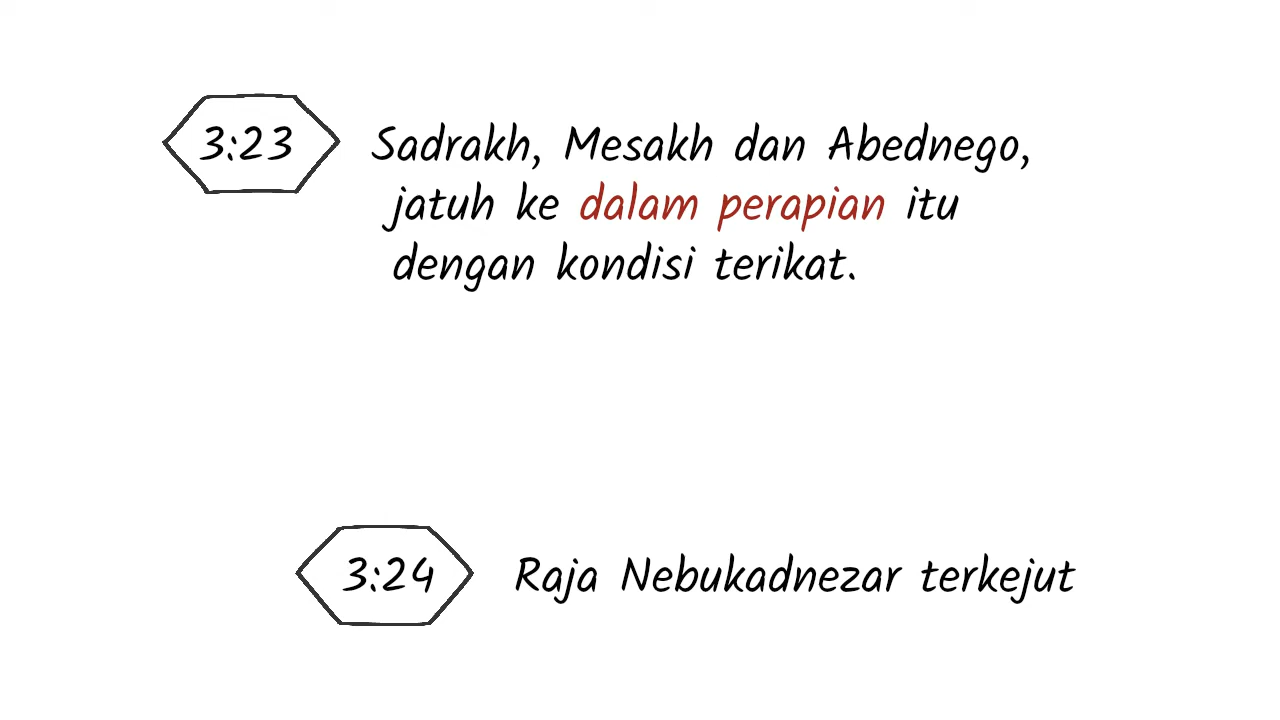 3:23 Sadrakh, Mesakh dan Abednego,
jatuh ke dalam perapian itu
dengan kondisi terikat.
3:24 Raja Nebukadnezar terkejut